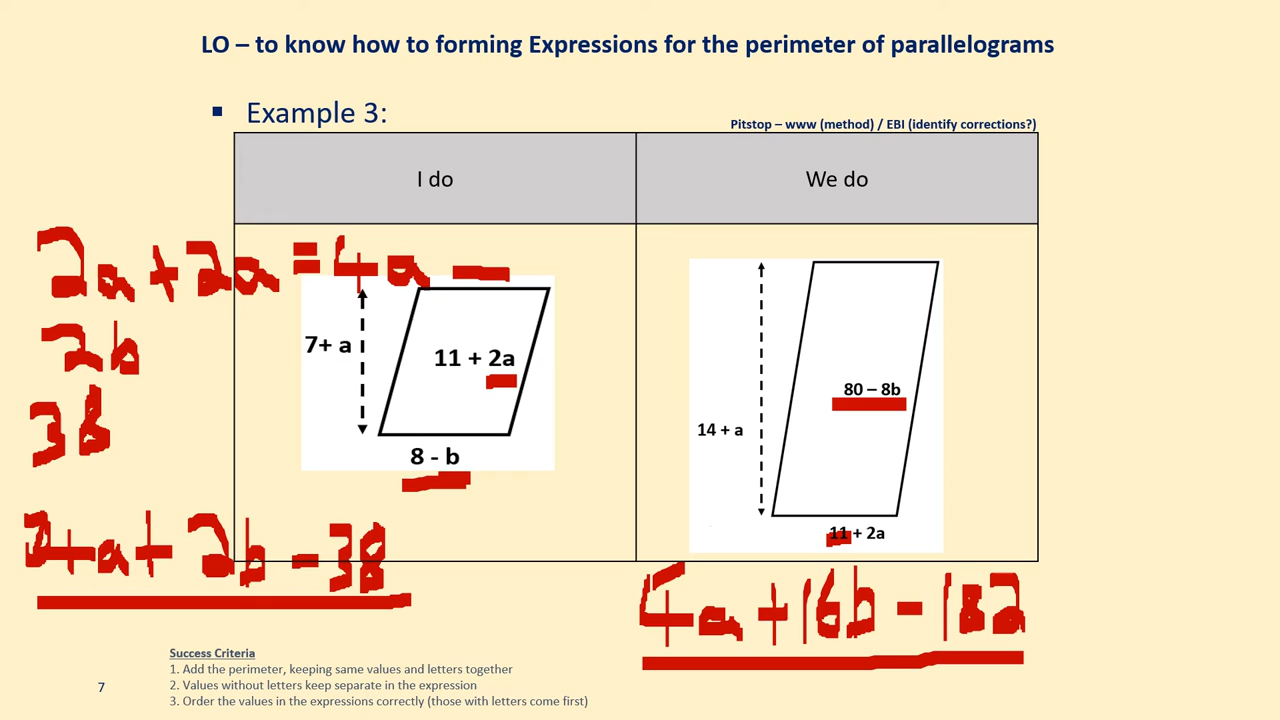 LO – to know how to forming Expressions for the perimeter of parallelograms
▪ Example 3:
Pitstop – www (method) / EBI (identify corrections?)
I do
We do
2a + 2a = 4a –
2b
38
7+ a
11 + 2a
8 - b
80 – 8b
14 + a
11 + 2a
+ a + 2b – 38
4a + 16b – 182
Success Criteria
1. Add the perimeter, keeping same values and letters together
2. Values without letters keep separate in the expression
3. Order the values in the expressions correctly (those with letters come first)
7